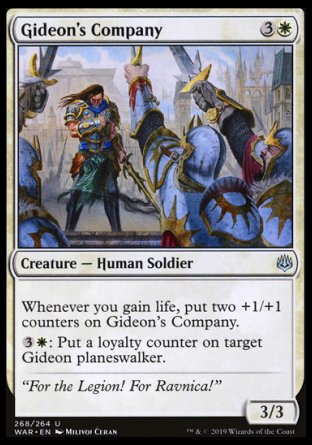 Gideon's Company 3
Creature — Human Soldier
Whenever you gain life, put two +1/+1
counters on Gideon's Company.
3 : Put a loyalty counter on target
Gideon planeswalker.
"For the Legion! For Ravnica!"
3/3
268/264 U
WAR • EN Milivoj Ćeran
™ & © 2019 Wizards of the Coast